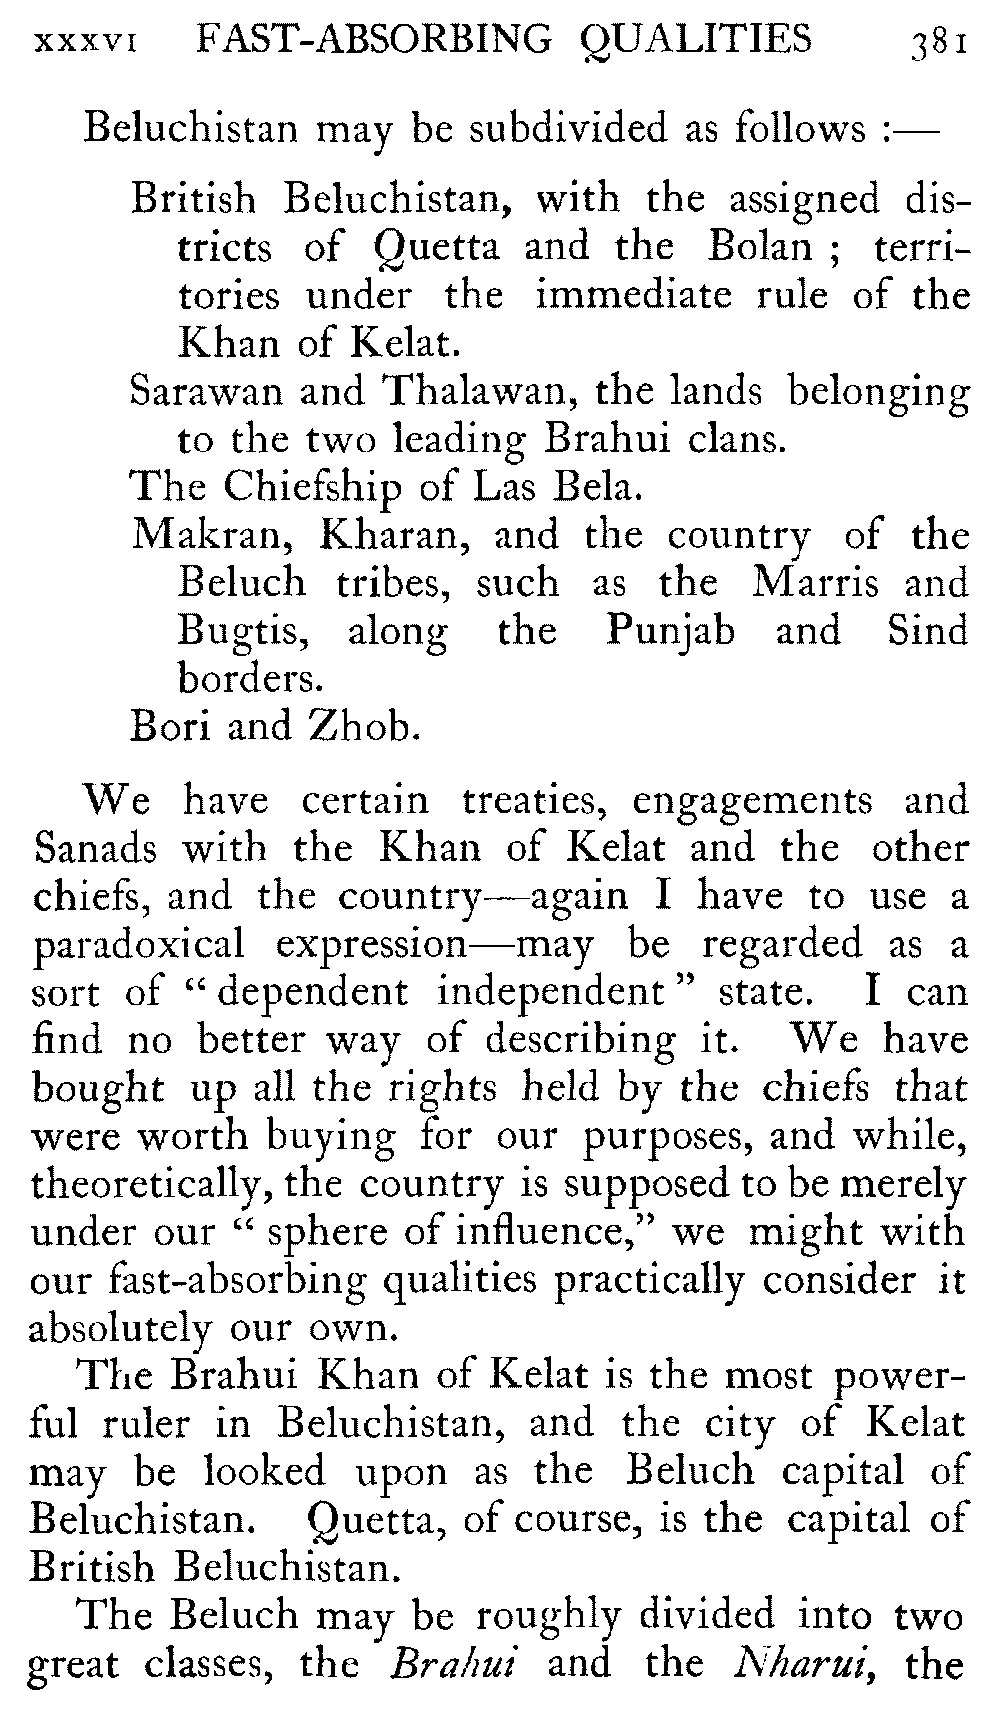 xxxvi FAST-ABSORBING QUALITIES 381
Beluchistan may be subdivided as follows :—
British Beluchistan, with the assigned dis-
tricts of Quetta and the Bolan ; terri-
tories under the immediate rule of the
Khan of Kelat.
Sarawan and Thalawan, the lands belonging
to the two leading Brahui clans.
The Chiefship of Las Bela.
Makran, Kharan, and the country of the
Beluch tribes, such as the Marris and
Bugtis, along the Punjab and Sind
borders.
Bori and Zhob.
We have certain treaties, engagements and
Sanads with the Khan of Kelat and the other
chiefs, and the country—again I have to use a
paradoxical expression—may be regarded as a
sort of “ dependent independent ” state. I can
find no better way of describing it. We have
bought up all the rights held by the chiefs that
were worth buying for our purposes, and while,
theoretically, the country is supposed to be merely
under our “ sphere of influence,” we might with
our fast-absorbing qualities practically consider it
absolutely our own.
The Brahui Khan of Kelat is the most power-
ful ruler in Beluchistan, and the city of Kelat
may be looked upon as the Beluch capital of
Beluchistan. Quetta, of course, is the capital of
British Beluchistan.
The Beluch may be roughly divided into two
great classes, the Brahui and the Nharui, the